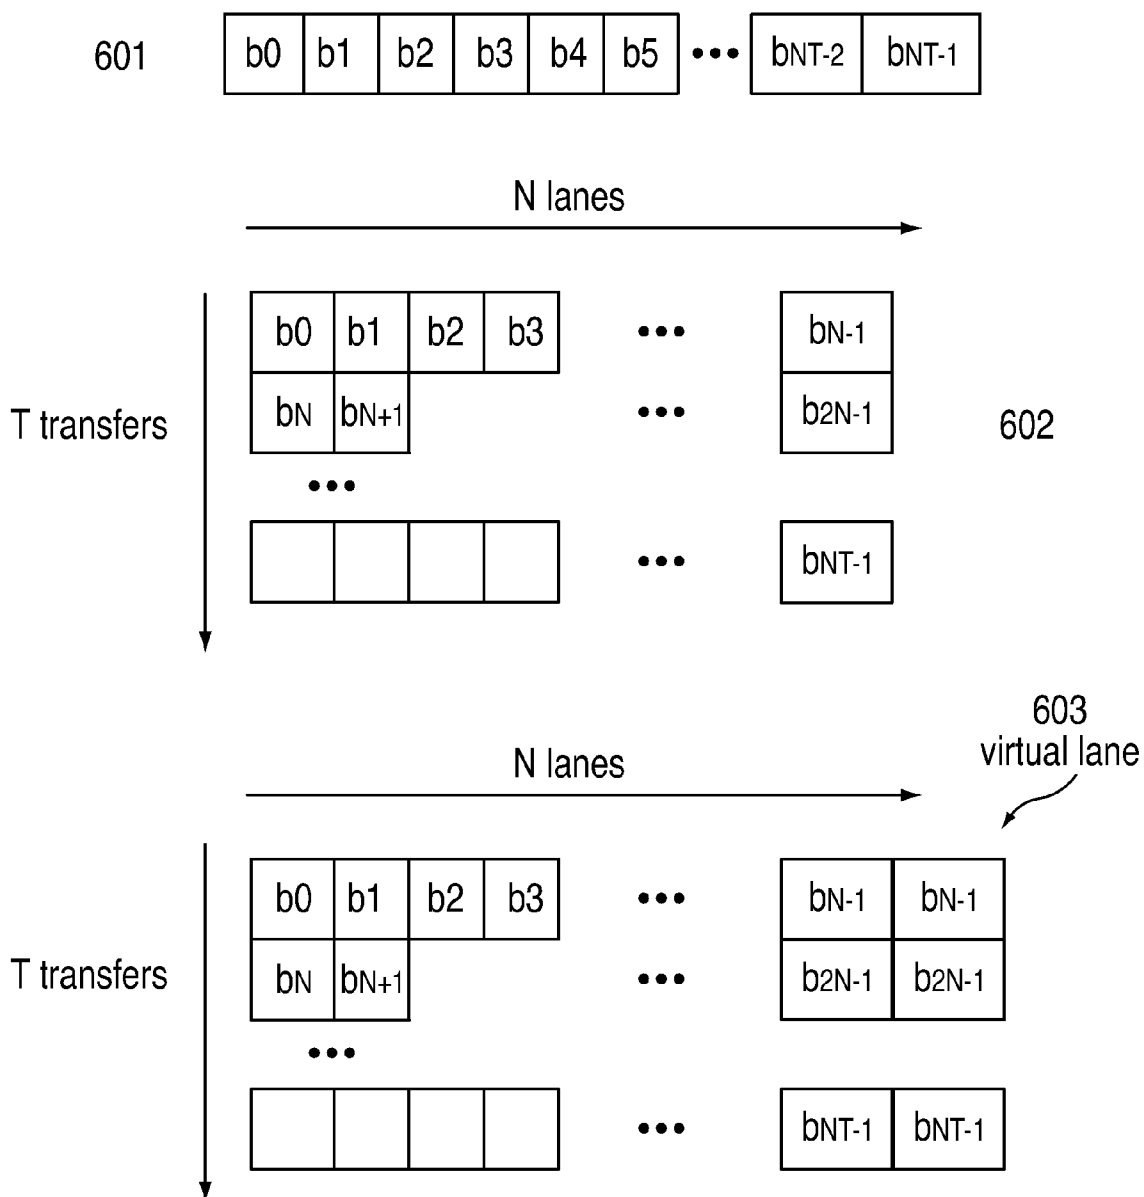 601 b0 b1 b2 b3 b4 b5 ••• bNT-2 bNT-1
N lanes
b0 b1 b2 b3 ••• bN-1
T transfers bN bN+1 ••• b2N-1 602
•••
••• bNT-1
603
virtual lane
N lanes
b0 b1 b2 b3 ••• bN-1 bN-1
T transfers bN bN+1 ••• b2N-1 b2N-1
•••
••• bNT-1 bNT-1